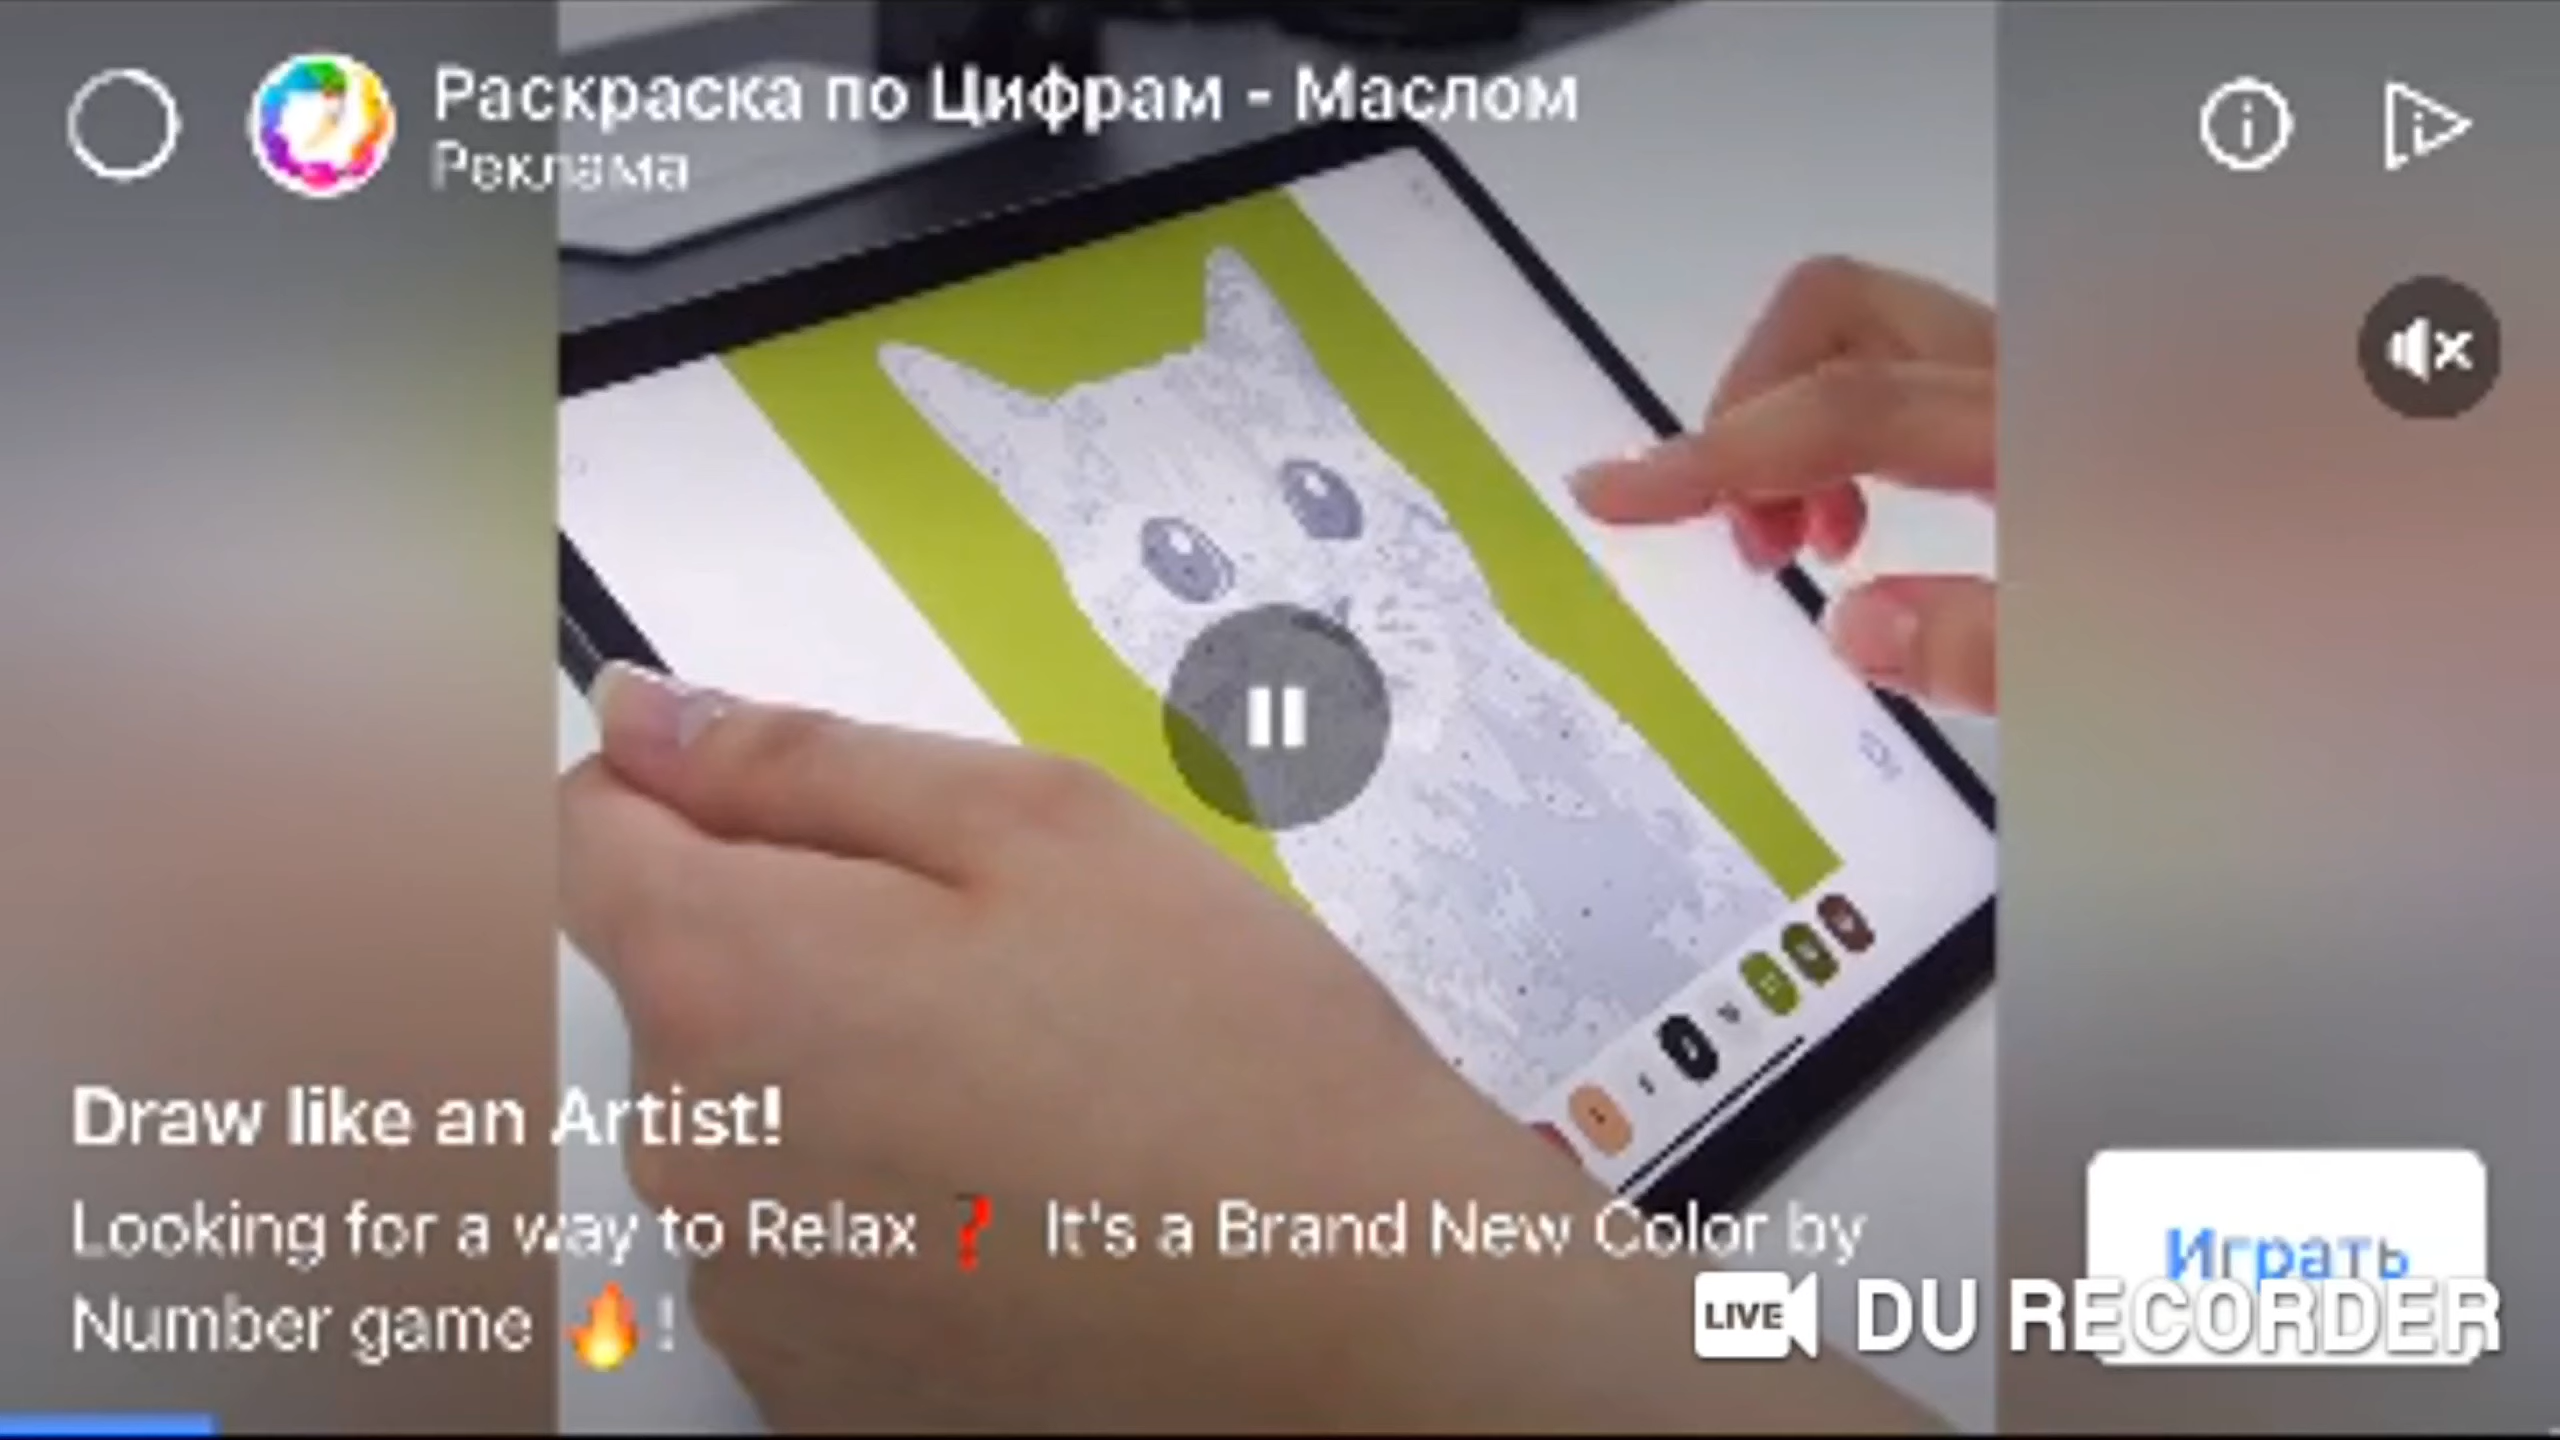 Раскраска по Цифрам - Маслом
Реклама
Draw like an Artist!
Looking for a way to Relax❓ It's a Brand New Color by
Number game 🔥!
Играть
LIVE DU RECORDER